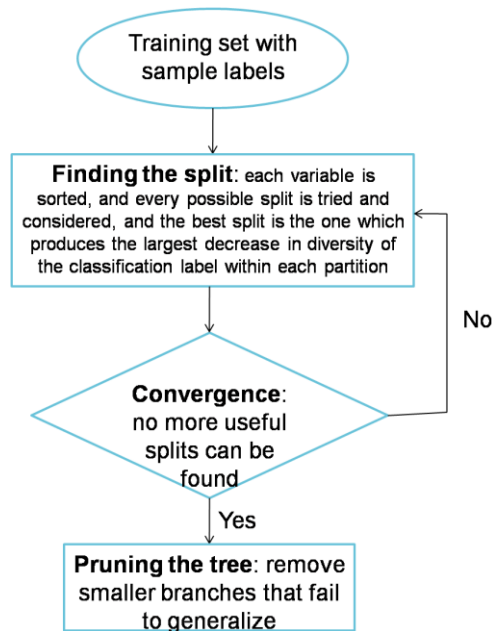 Training set with
sample labels
Finding the split: each variable is
sorted, and every possible split is tried and
considered, and the best split is the one which
produces the largest decrease in diversity of
the classification label within each partition
No
Convergence:
no more useful
splits can be
found
Yes
Pruning the tree: remove
smaller branches that fail
to generalize